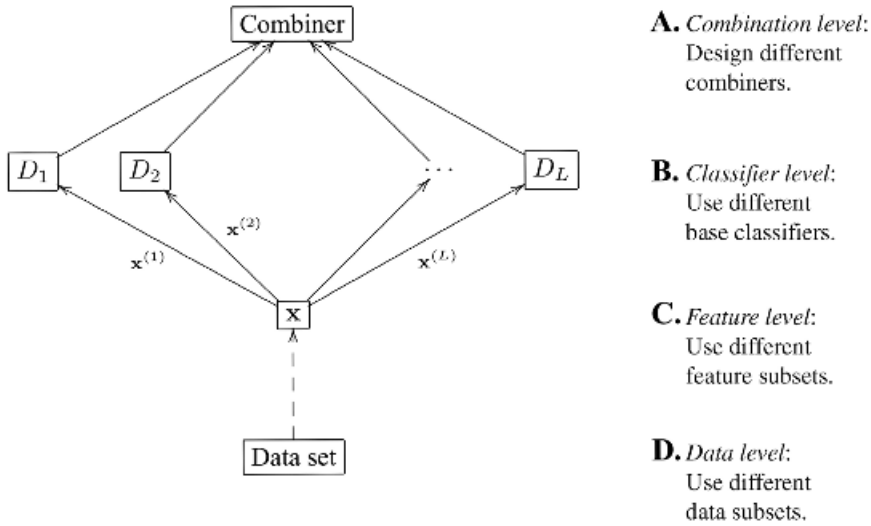 Combiner
A. Combination level:
Design different
combiners.
D₁
D₂
...
D_L
B. Classifier level:
Use different
base classifiers.
x⁽¹⁾
x⁽²⁾
x⁽ᴸ⁾
x
C. Feature level:
Use different
feature subsets.
Data set
D. Data level:
Use different
data subsets.